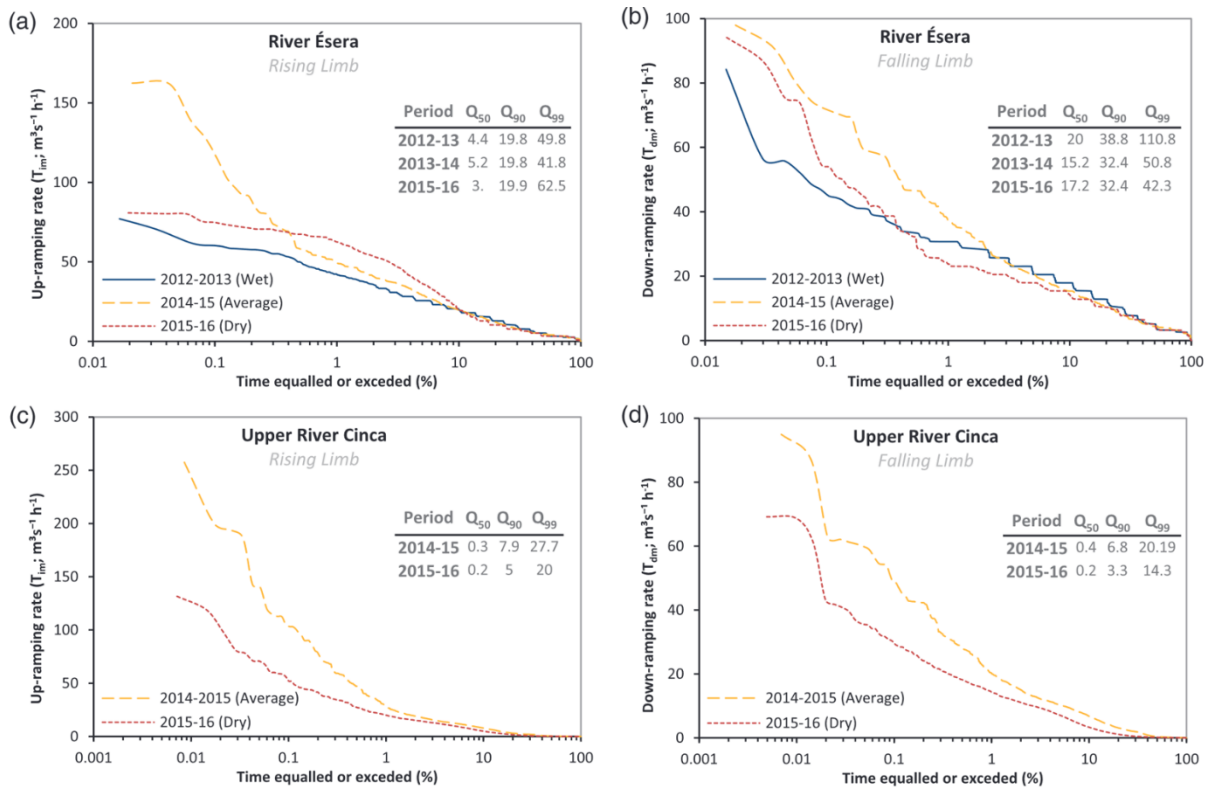 (a)
River Ésera
Rising Limb
Up-ramping rate (Tim; m³s⁻¹ h⁻¹)
200
150
100
50
0
Period Q50 Q90 Q99
2012-13 4.4 19.8 49.8
2013-14 5.2 19.8 41.8
2015-16 3. 19.9 62.5
2012-2013 (Wet)
2014-15 (Average)
2015-16 (Dry)
0.01 0.1 1 10 100
Time equalled or exceded (%)
(b)
River Ésera
Falling Limb
Down-ramping rate (Tdm; m³s⁻¹ h⁻¹)
100
80
60
40
20
0
Period Q50 Q90 Q99
2012-13 20 38.8 110.8
2013-14 15.2 32.4 50.8
2015-16 17.2 32.4 42.3
2012-2013 (Wet)
2014-15 (Average)
2015-16 (Dry)
0.01 0.1 1 10 100
Time equalled or exceded (%)
(c)
Upper River Cinca
Rising Limb
Up-ramping rate (Tim; m³s⁻¹ h⁻¹)
300
250
200
150
100
50
0
Period Q50 Q90 Q99
2014-15 0.3 7.9 27.7
2015-16 0.2 5 20
2014-2015 (Average)
2015-16 (Dry)
0.001 0.01 0.1 1 10 100
Time equalled or exceded (%)
(d)
Upper River Cinca
Falling Limb
Down-ramping rate (Tdm; m³s⁻¹ h⁻¹)
100
80
60
40
20
0
Period Q50 Q90 Q99
2014-15 0.4 6.8 20.19
2015-16 0.2 3.3 14.3
2014-2015 (Average)
2015-16 (Dry)
0.001 0.01 0.1 1 10 100
Time equalled or exceded (%)